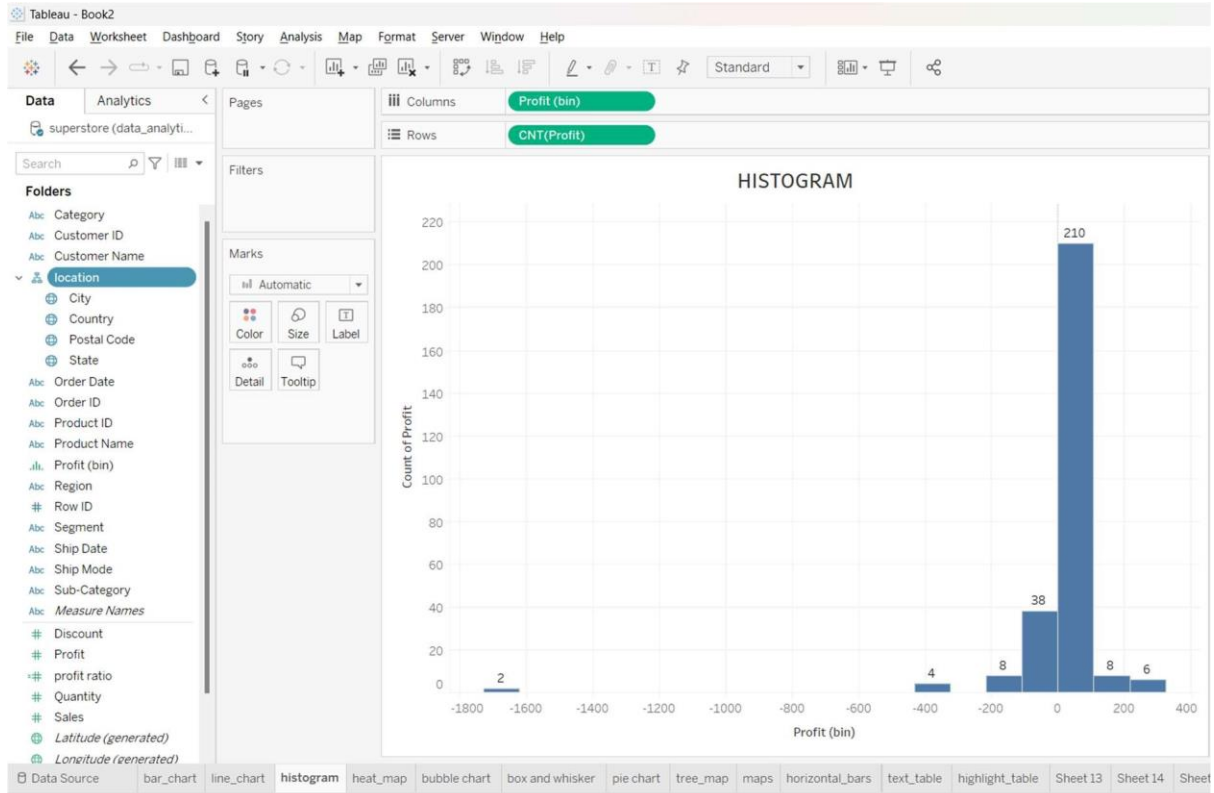 Tableau - Book2
File Data Worksheet Dashboard Story Analysis Map Format Server Window Help
Standard
Data Analytics
superstore (data_analyti...
Search
Folders
Abc Category
Abc Customer ID
Abc Customer Name
location
City
Country
Postal Code
State
Abc Order Date
Abc Order ID
Abc Product ID
Abc Product Name
Profit (bin)
Abc Region
# Row ID
Abc Segment
Abc Ship Date
Abc Ship Mode
Abc Sub-Category
Abc Measure Names
# Discount
# Profit
=# profit ratio
# Quantity
# Sales
Latitude (generated)
Longitude (generated)
Pages
Filters
Marks
Automatic
Color Size Label
Detail Tooltip
Columns Profit (bin)
Rows CNT(Profit)
HISTOGRAM
Count of Profit
220
200
180
160
140
120
100
80
60
40
20
0
2 4 8 38 210 8 6
-1800 -1600 -1400 -1200 -1000 -800 -600 -400 -200 0 200 400
Profit (bin)
Data Source bar_chart line_chart histogram heat_map bubble chart box and whisker pie chart tree_map maps horizontal_bars text_table highlight_table Sheet 13 Sheet 14 Sheet